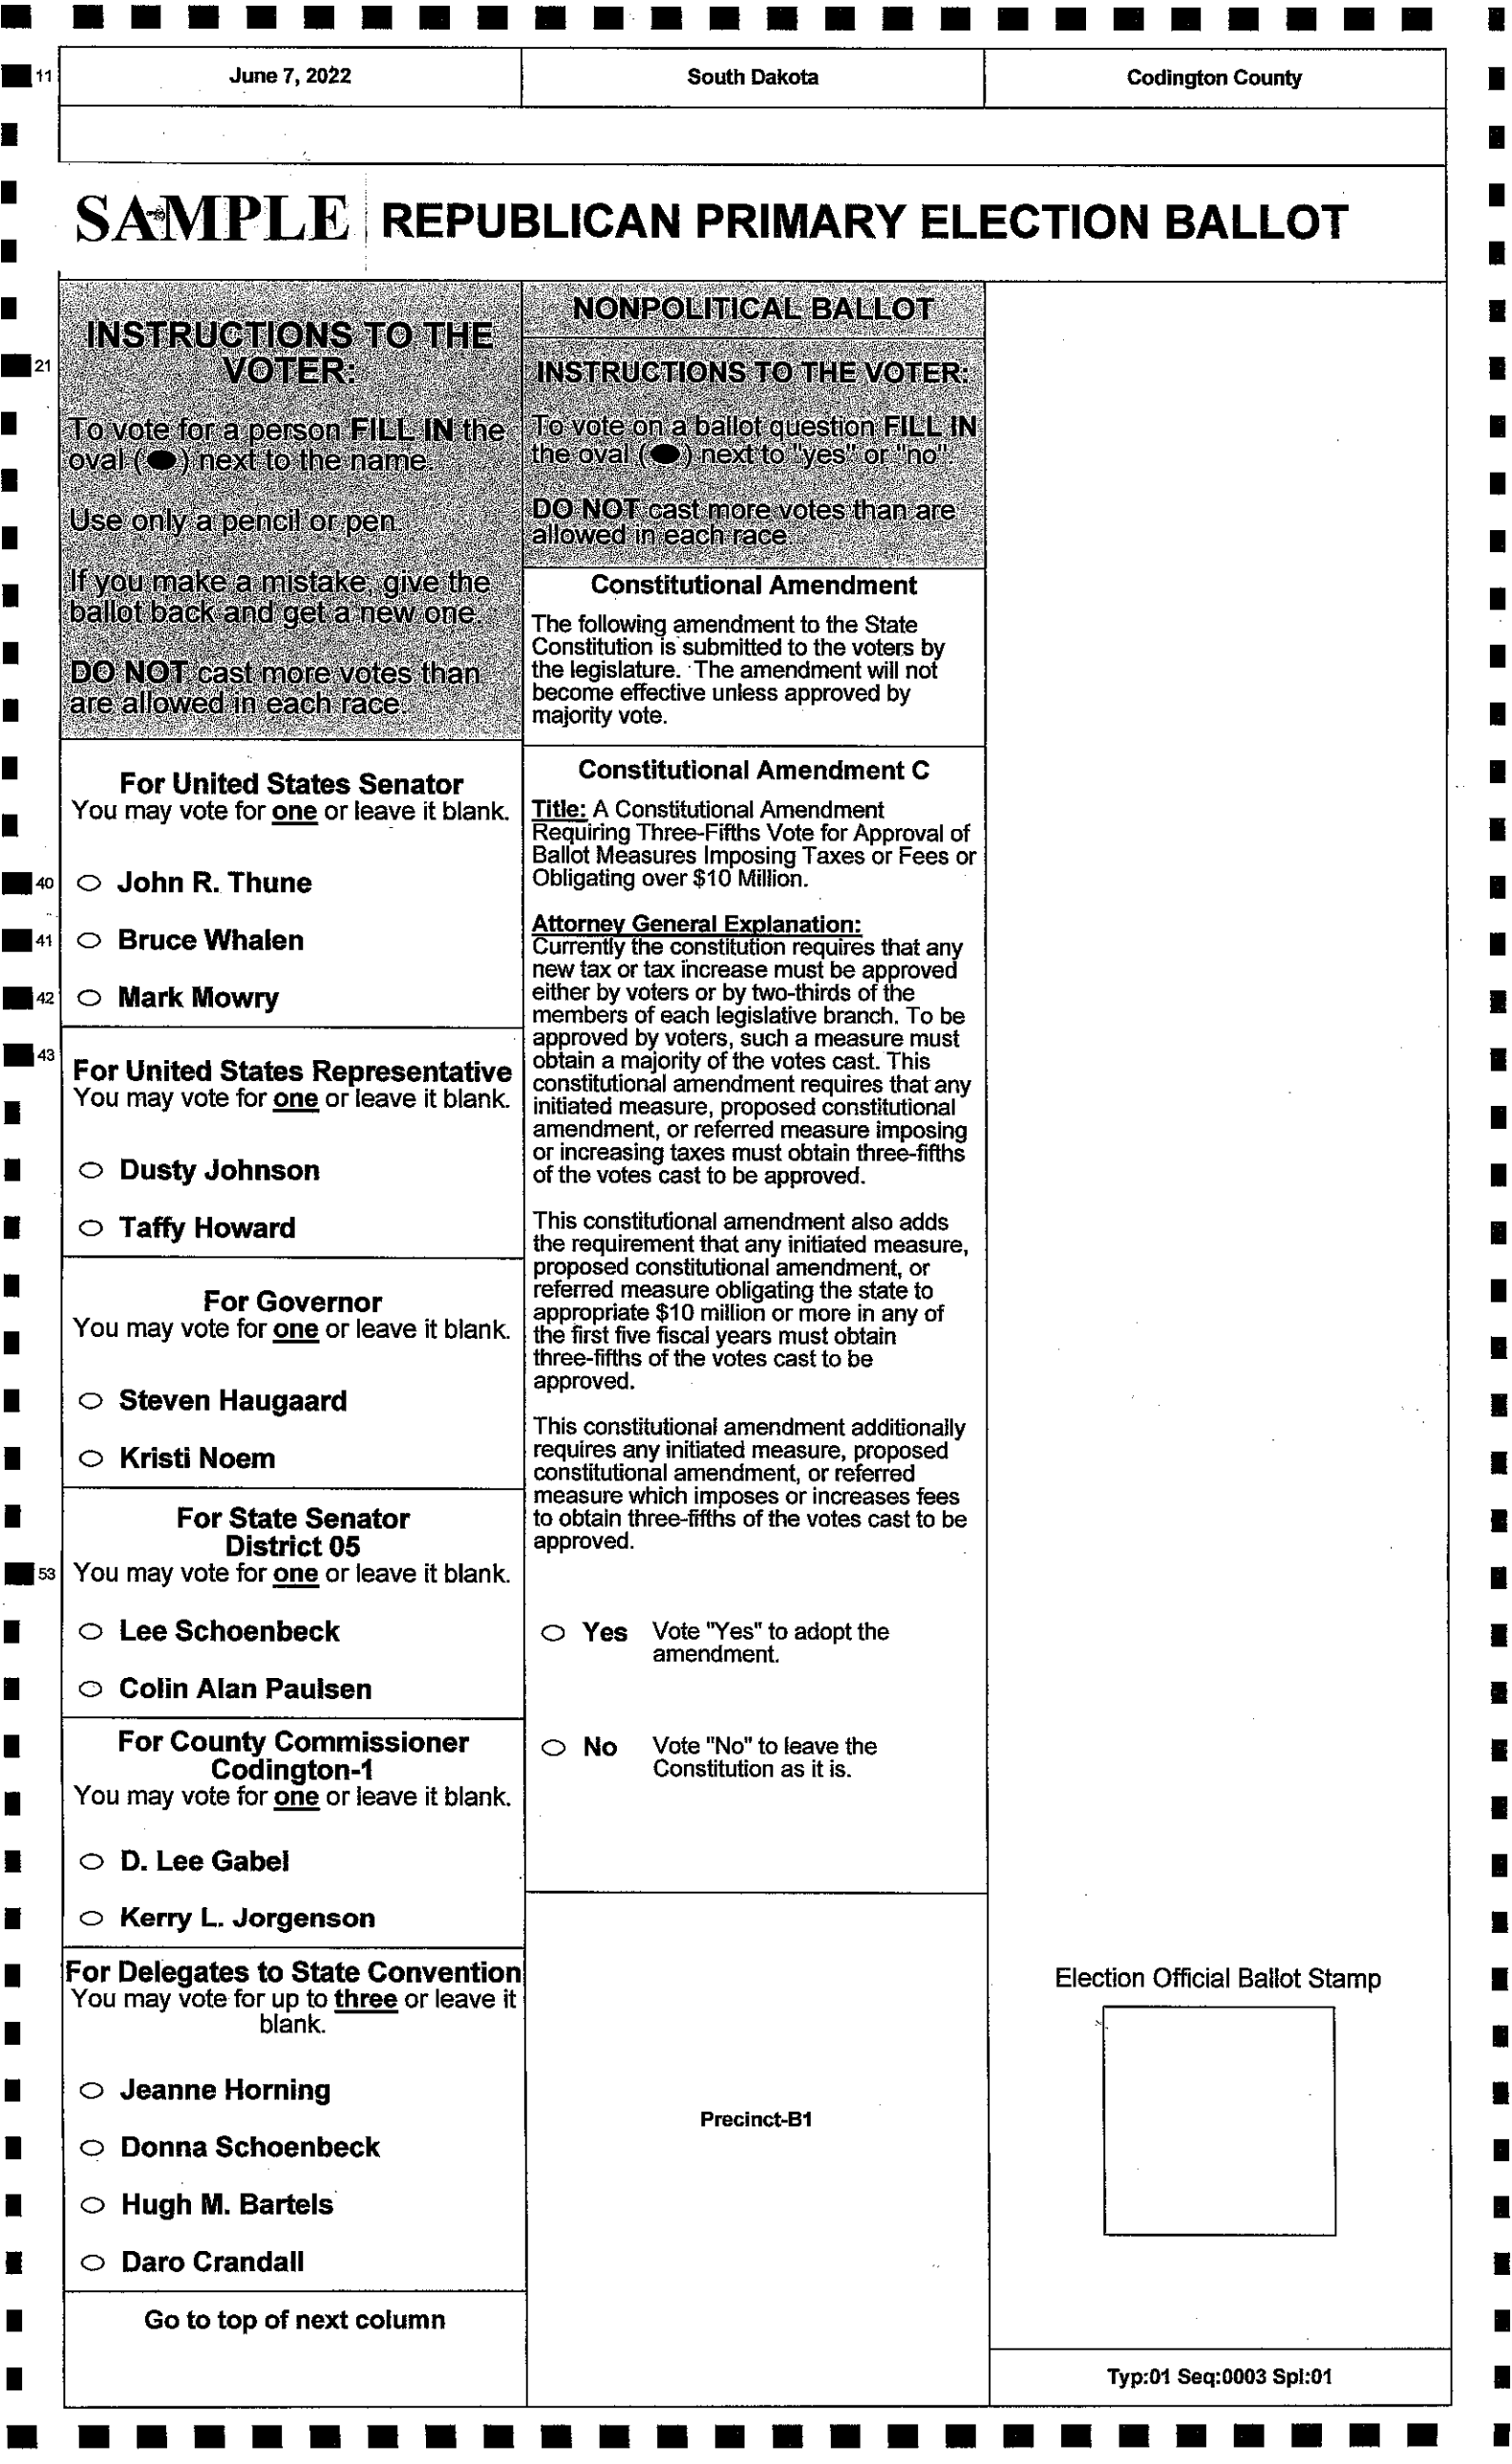 June 7, 2022
South Dakota
Codington County
11
SAMPLE
REPUBLICAN PRIMARY ELECTION BALLOT
INSTRUCTIONS TO THE
VOTER:
21
To vote for a person FILL IN the
oval ( ) next to the name.
Use only a pencil or pen.
If you make a mistake, give the
ballot back and get a new one.
DO NOT cast more votes than
are allowed in each race.
For United States Senator
You may vote for one or leave it blank.
40
John R. Thune
41
Bruce Whalen
42
Mark Mowry
43
For United States Representative
You may vote for one or leave it blank.
Dusty Johnson
Taffy Howard
For Governor
You may vote for one or leave it blank.
Steven Haugaard
Kristi Noem
For State Senator
District 05
53
You may vote for one or leave it blank.
Lee Schoenbeck
Colin Alan Paulsen
For County Commissioner
Codington-1
You may vote for one or leave it blank.
D. Lee Gabel
Kerry L. Jorgenson
For Delegates to State Convention
You may vote for up to three or leave it
blank.
Jeanne Horning
Donna Schoenbeck
Hugh M. Bartels
Daro Crandall
Go to top of next column
NONPOLITICAL BALLOT
INSTRUCTIONS TO THE VOTER:
To vote on a ballot question FILL IN
the oval ( ) next to "yes" or "no".
DO NOT cast more votes than are
allowed in each race.
Constitutional Amendment
The following amendment to the State
Constitution is submitted to the voters by
the legislature. The amendment will not
become effective unless approved by
majority vote.
Constitutional Amendment C
Title: A Constitutional Amendment
Requiring Three-Fifths Vote for Approval of
Ballot Measures Imposing Taxes or Fees or
Obligating over $10 Million.
Attorney General Explanation:
Currently the constitution requires that any
new tax or tax increase must be approved
either by voters or by two-thirds of the
members of each legislative branch. To be
approved by voters, such a measure must
obtain a majority of the votes cast. This
constitutional amendment requires that any
initiated measure, proposed constitutional
amendment, or referred measure imposing
or increasing taxes must obtain three-fifths
of the votes cast to be approved.
This constitutional amendment also adds
the requirement that any initiated measure,
proposed constitutional amendment, or
referred measure obligating the state to
appropriate $10 million or more in any of
the first five fiscal years must obtain
three-fifths of the votes cast to be
approved.
This constitutional amendment additionally
requires any initiated measure, proposed
constitutional amendment, or referred
measure which imposes or increases fees
to obtain three-fifths of the votes cast to be
approved.
Yes Vote "Yes" to adopt the
amendment.
No Vote "No" to leave the
Constitution as it is.
Precinct-B1
Election Official Ballot Stamp
Typ:01 Seq:0003 Spl:01